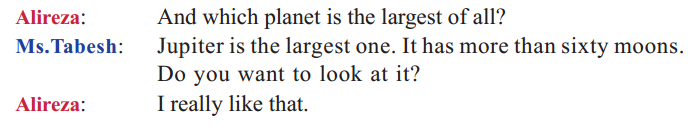 Alireza: And which planet is the largest of all?
Ms.Tabesh: Jupiter is the largest one. It has more than sixty moons.
Do you want to look at it?
Alireza: I really like that.